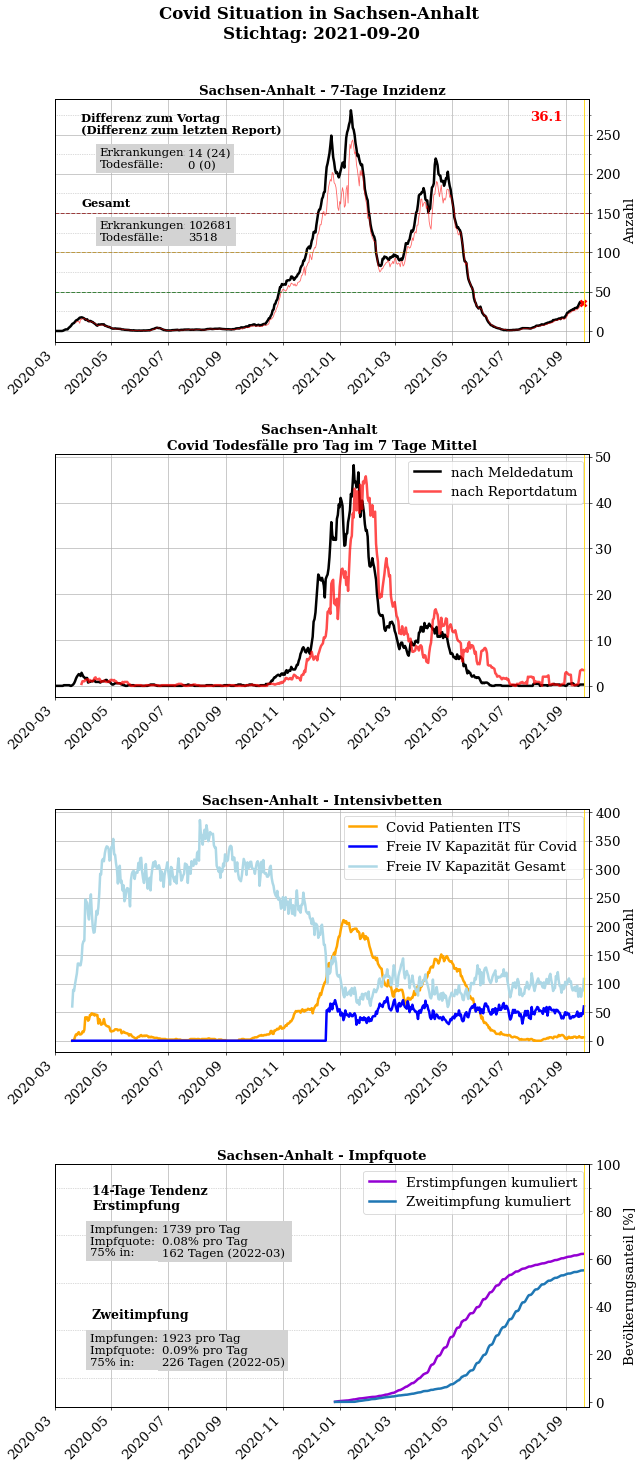 Covid Situation in Sachsen-Anhalt
Stichtag: 2021-09-20
Sachsen-Anhalt - 7-Tage Inzidenz
Differenz zum Vortag
(Differenz zum letzten Report)
Erkrankungen 14 (24)
Todesfälle: 0 (0)
Gesamt
Erkrankungen 102681
Todesfälle: 3518
36.1
250
200
150
100
50
0
Anzahl
2020-03 2020-05 2020-07 2020-09 2020-11 2021-01 2021-03 2021-05 2021-07 2021-09
Sachsen-Anhalt
Covid Todesfälle pro Tag im 7 Tage Mittel
nach Meldedatum
nach Reportdatum
50
40
30
20
10
0
2020-03 2020-05 2020-07 2020-09 2020-11 2021-01 2021-03 2021-05 2021-07 2021-09
Sachsen-Anhalt - Intensivbetten
Covid Patienten ITS
Freie IV Kapazität für Covid
Freie IV Kapazität Gesamt
400
350
300
250
200
150
100
50
0
Anzahl
2020-03 2020-05 2020-07 2020-09 2020-11 2021-01 2021-03 2021-05 2021-07 2021-09
Sachsen-Anhalt - Impfquote
14-Tage Tendenz
Erstimpfung
Impfungen: 1739 pro Tag
Impfquote: 0.08% pro Tag
75% in: 162 Tagen (2022-03)
Zweitimpfung
Impfungen: 1923 pro Tag
Impfquote: 0.09% pro Tag
75% in: 226 Tagen (2022-05)
Erstimpfungen kumuliert
Zweitimpfung kumuliert
100
80
60
40
20
0
Bevölkerungsanteil [%]
2020-03 2020-05 2020-07 2020-09 2020-11 2021-01 2021-03 2021-05 2021-07 2021-09